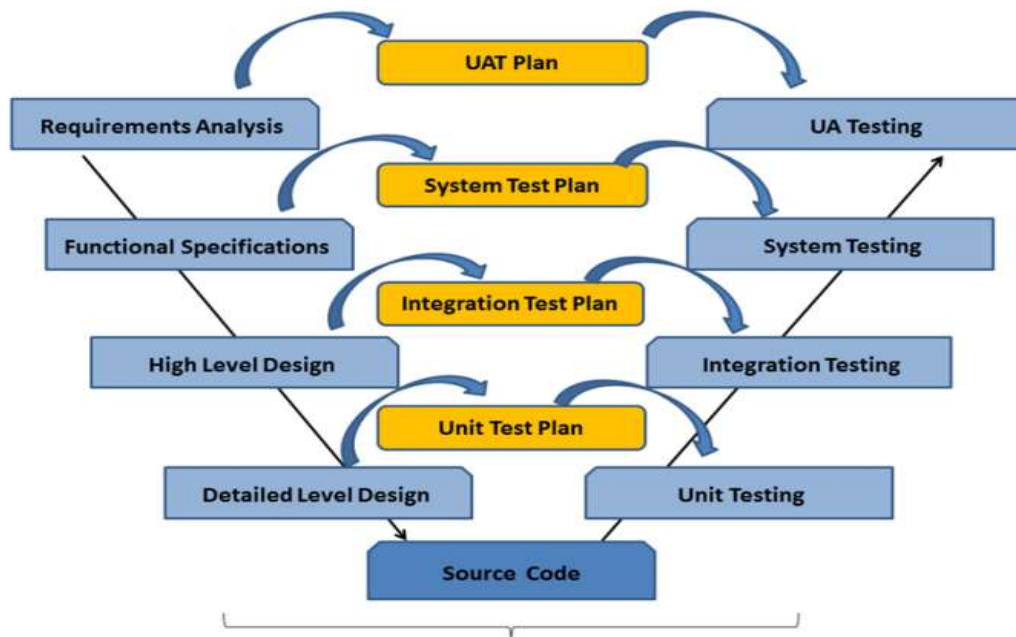 UAT Plan
Requirements Analysis
UA Testing
System Test Plan
Functional Specifications
System Testing
Integration Test Plan
High Level Design
Integration Testing
Unit Test Plan
Detailed Level Design
Unit Testing
Source Code